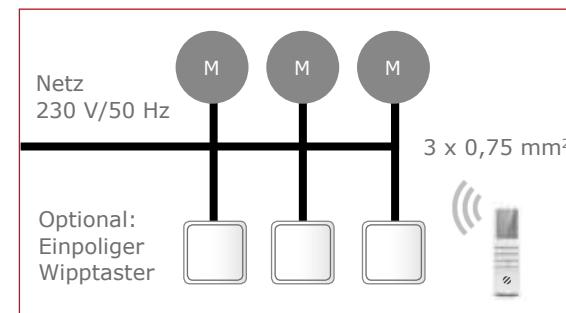 M M M
Netz
230 V/50 Hz
3 x 0,75 mm²
Optional:
Einpoliger
Wipptaster